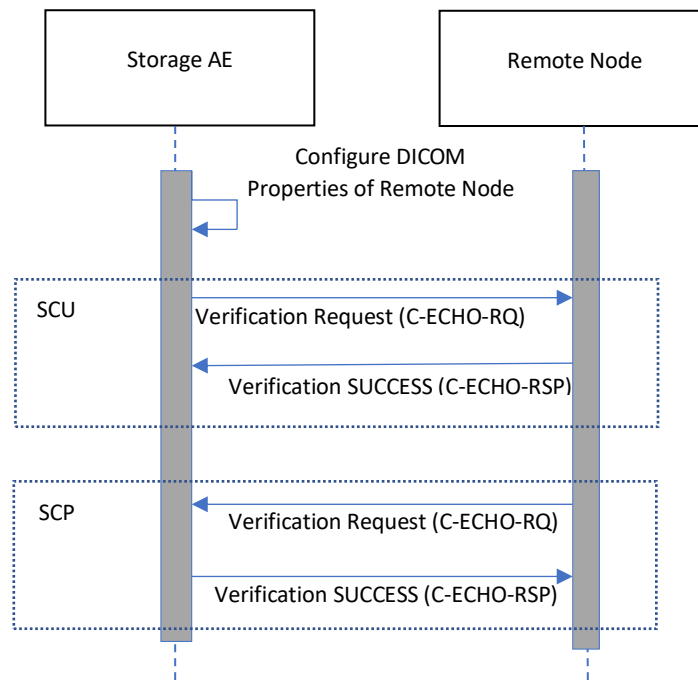 Storage AE
Remote Node
Configure DICOM
Properties of Remote Node
SCU
Verification Request (C-ECHO-RQ)
Verification SUCCESS (C-ECHO-RSP)
SCP
Verification Request (C-ECHO-RQ)
Verification SUCCESS (C-ECHO-RSP)